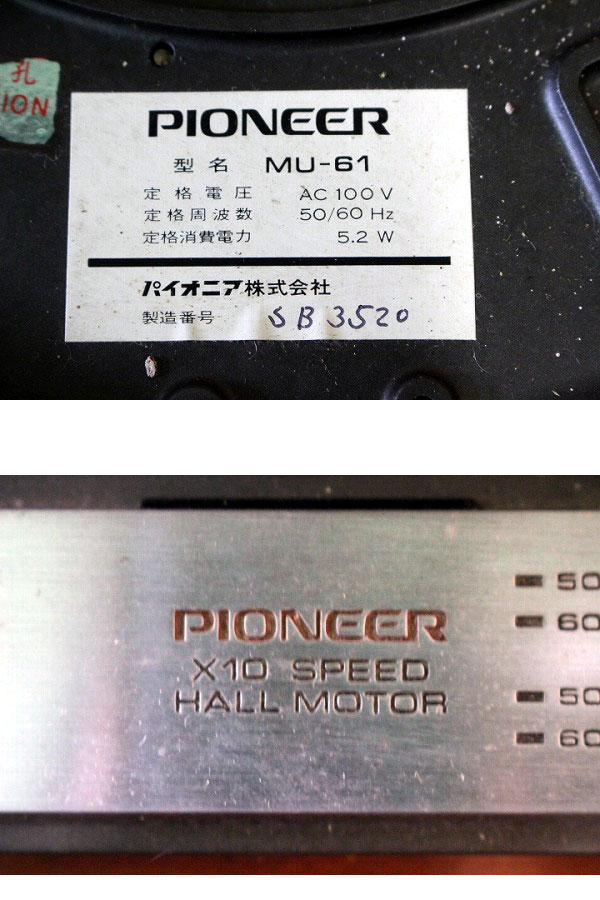 孔
ION
PIONEER
型名 MU-61
定格電圧 AC 100 V
定格周波数 50/60 Hz
定格消費電力 5.2 W
パイオニア株式会社
製造番号 SB3520
PIONEER
X10 SPEED
HALL MOTOR
50
60
50
60